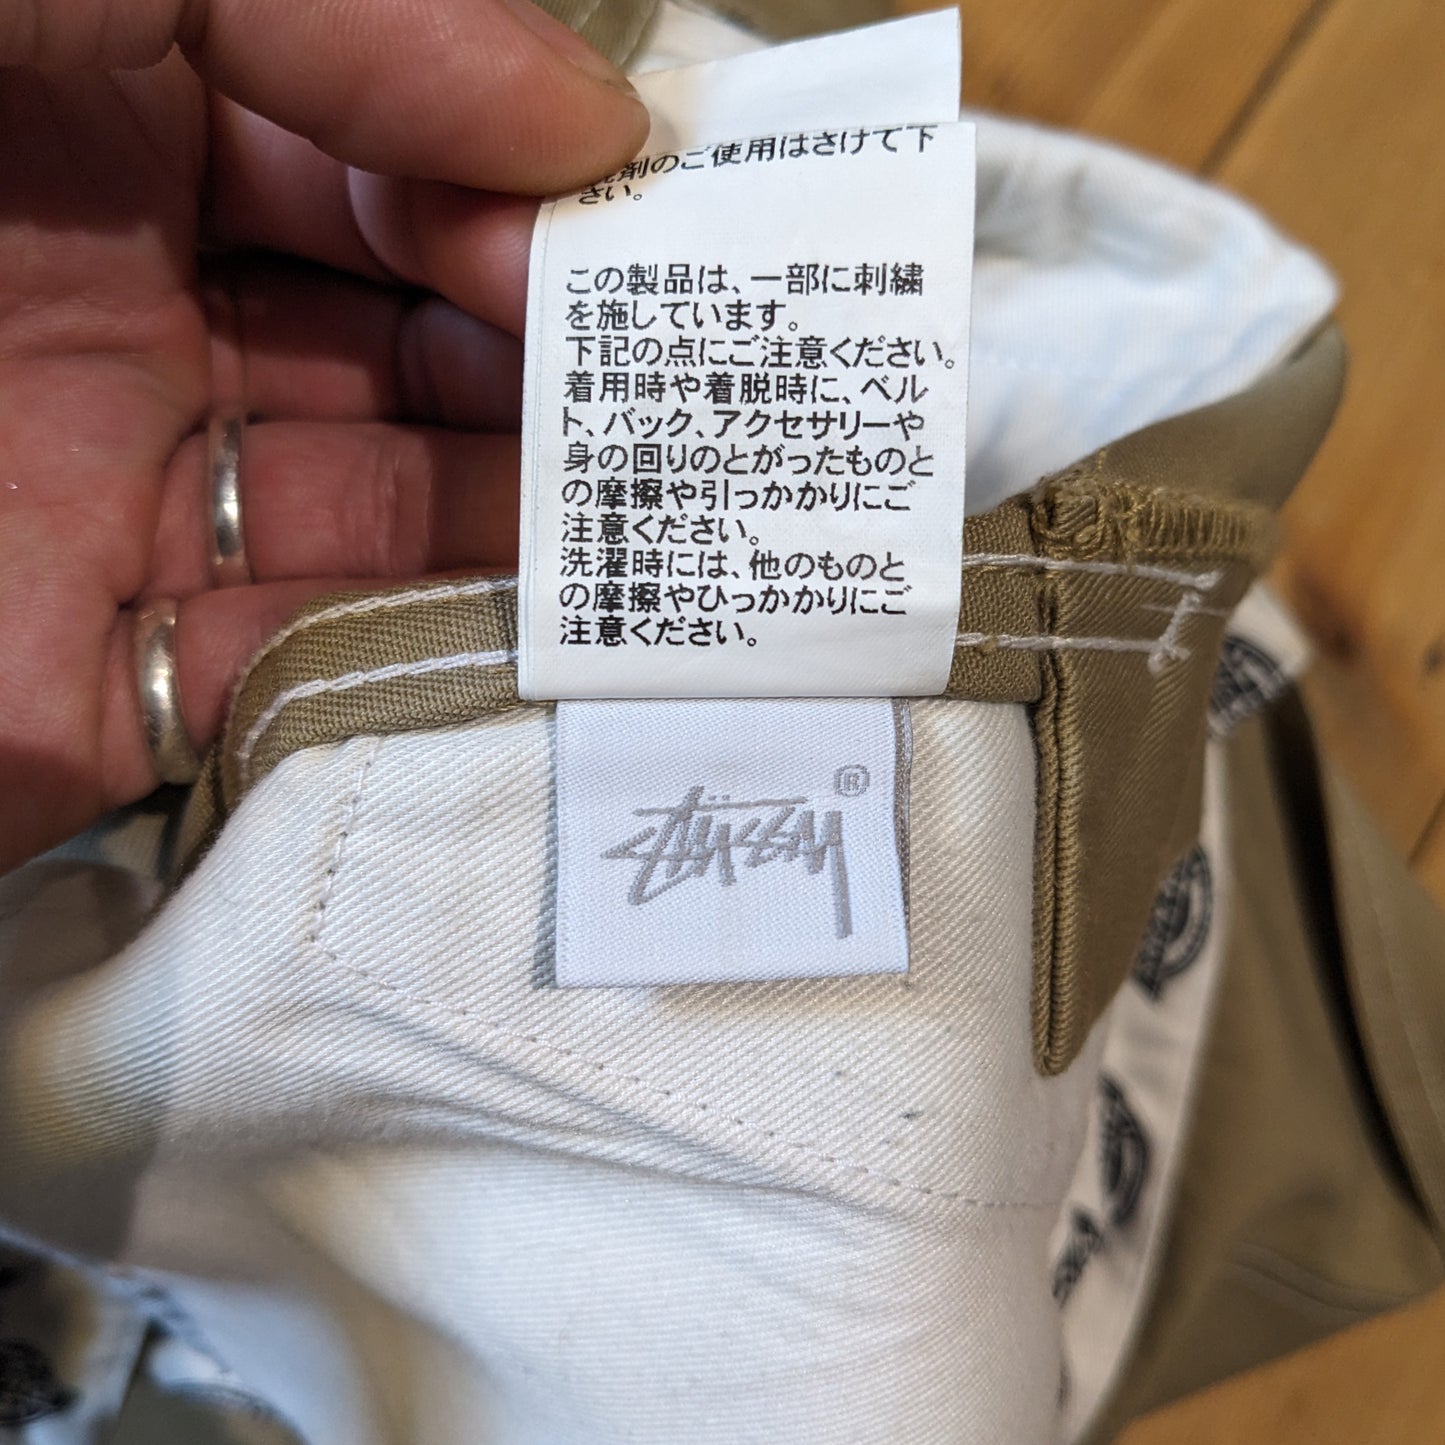 剤のご使用はさけて下
さい。
この製品は、一部に刺繍
を施しています。
下記の点にご注意ください。
着用時や着脱時に、ベル
ト、バック、アクセサリーや
身の回りのとがったものと
の摩擦や引っかかりにご
注意ください。
洗濯時には、他のものと
の摩擦やひっかかりにご
注意ください。
Stüssy ®